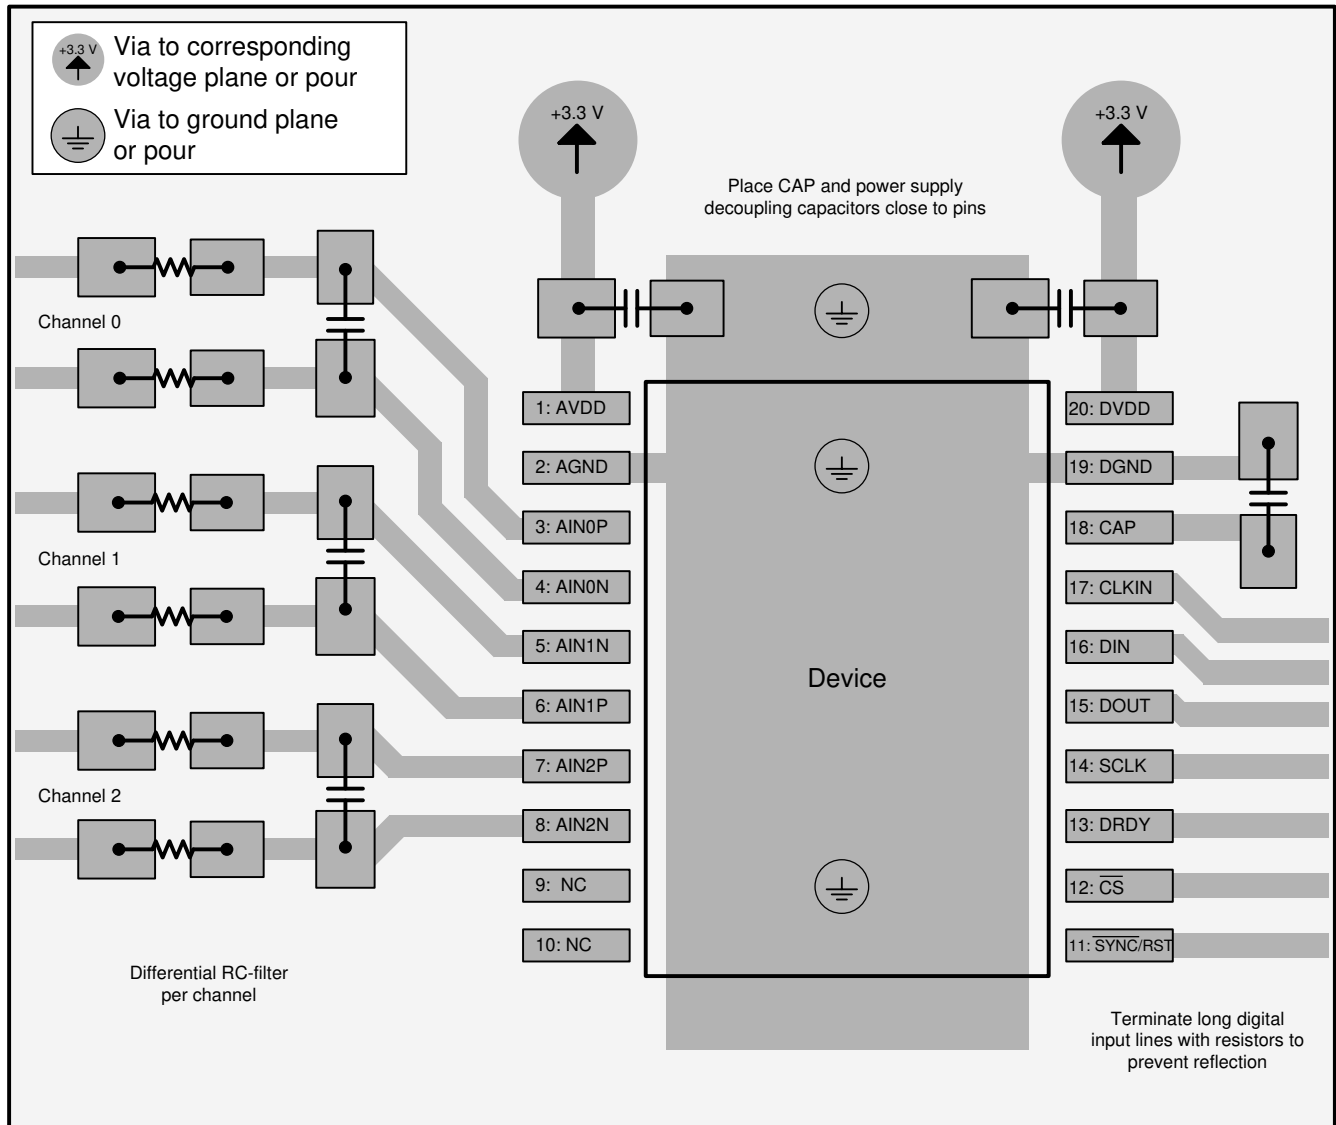 +3.3 V
Via to corresponding
voltage plane or pour
Via to ground plane
or pour
+3.3 V
+3.3 V
Place CAP and power supply
decoupling capacitors close to pins
Channel 0
Channel 1
Channel 2
Differential RC-filter
per channel
1: AVDD
2: AGND
3: AIN0P
4: AIN0N
5: AIN1N
6: AIN1P
7: AIN2P
8: AIN2N
9: NC
10: NC
Device
20: DVDD
19: DGND
18: CAP
17: CLKIN
16: DIN
15: DOUT
14: SCLK
13: DRDY
12: C̅S̅
11: S̅Y̅N̅C̅/RST
Terminate long digital
input lines with resistors to
prevent reflection